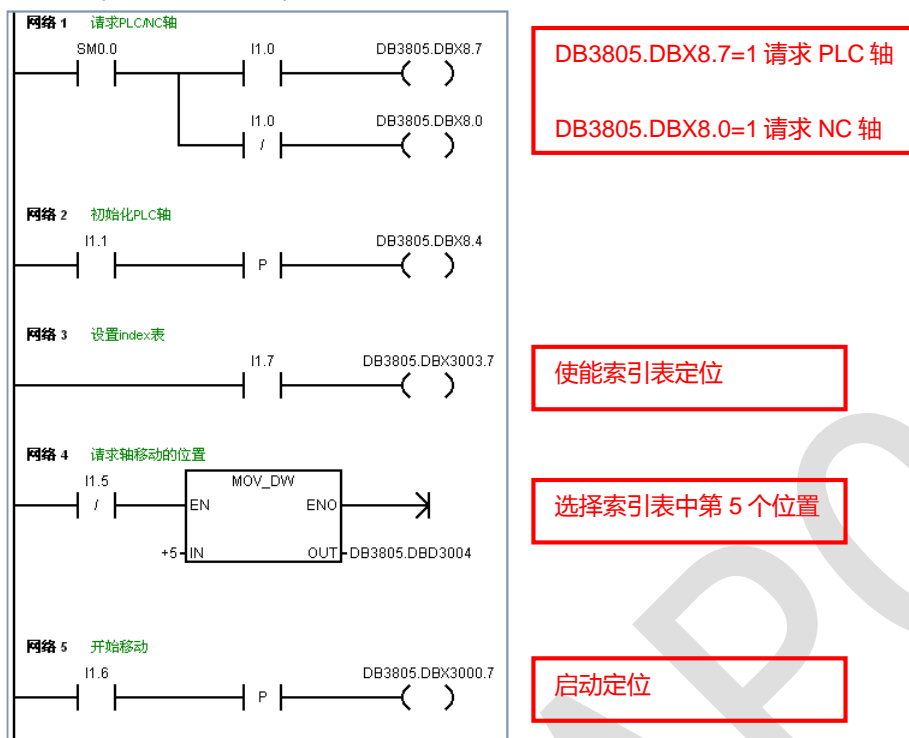 网络 1 请求PLC/NC轴
SM0.0 I1.0 DB3805.DBX8.7
I1.0 DB3805.DBX8.0
/
DB3805.DBX8.7=1 请求 PLC 轴
DB3805.DBX8.0=1 请求 NC 轴
网络 2 初始化PLC轴
I1.1 DB3805.DBX8.4
P
网络 3 设置index表
I1.7 DB3805.DBX3003.7
使能索引表定位
网络 4 请求轴移动的位置
I1.5 MOV_DW
/ EN ENO
+5 IN OUT DB3805.DBD3004
选择索引表中第 5 个位置
网络 5 开始移动
I1.6 DB3805.DBX3000.7
P
启动定位